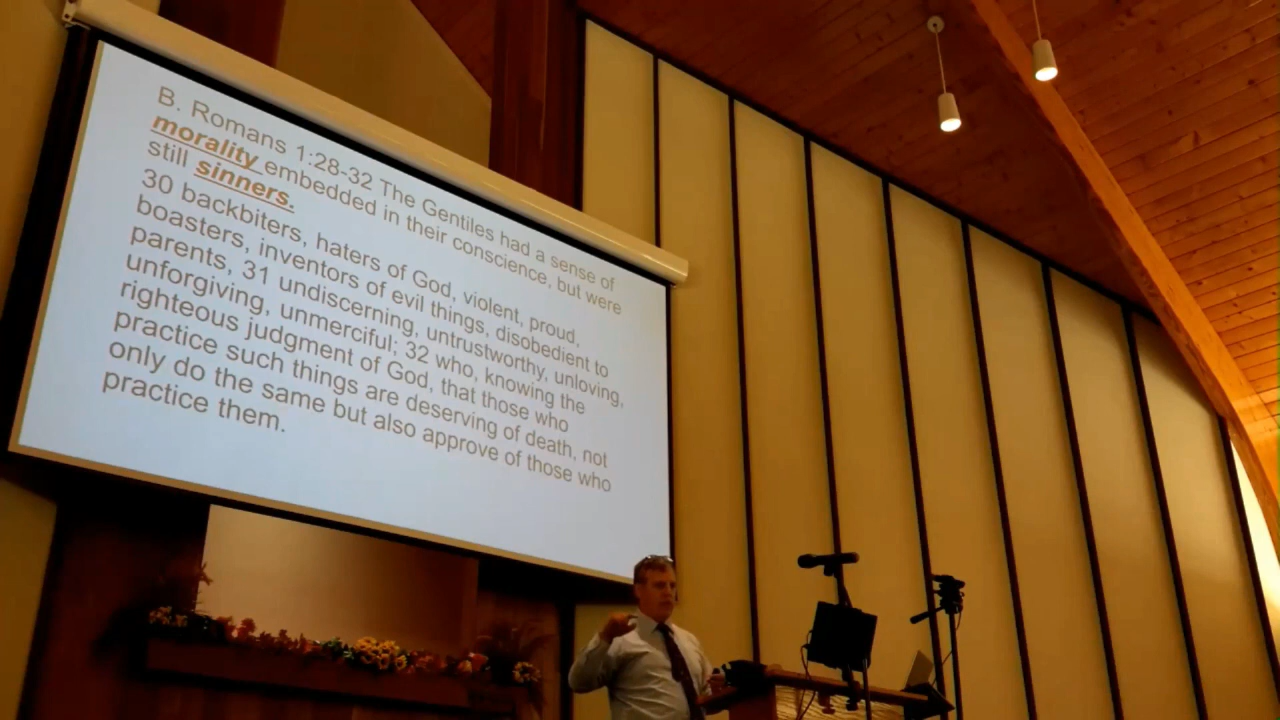 B. Romans 1:28-32 The Gentiles had a sense of
morality embedded in their conscience, but were
still sinners.
30 backbiters, haters of God, violent, proud,
boasters, inventors of evil things, disobedient to
parents, 31 undiscerning, untrustworthy, unloving,
unforgiving, unmerciful; 32 who, knowing the
righteous judgment of God, that those who
practice such things are deserving of death, not
only do the same but also approve of those who
practice them.